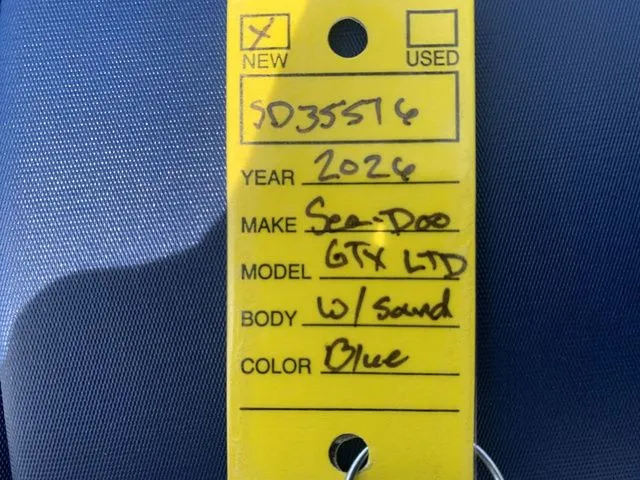 X
NEW USED
SD35516
YEAR 2026
MAKE Sea-Doo
MODEL GTX LTD
BODY w/ Sound
COLOR Blue